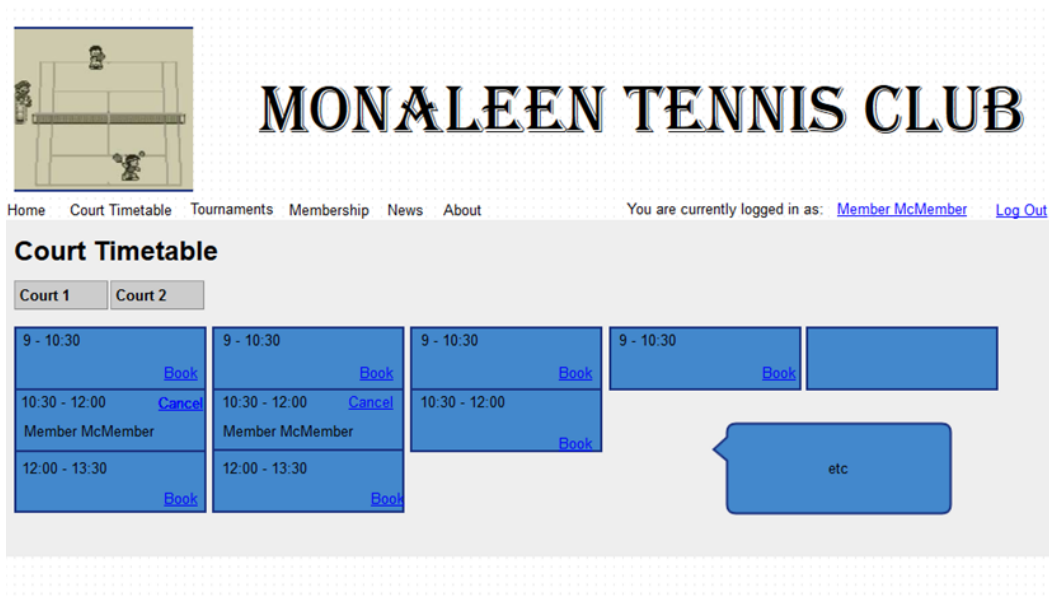 MONALEEN TENNIS CLUB
Home Court Timetable Tournaments Membership News About You are currently logged in as: Member McMember Log Out
Court Timetable
Court 1 Court 2
9 - 10:30 9 - 10:30 9 - 10:30 9 - 10:30
Book Book Book Book
10:30 - 12:00 Cancel 10:30 - 12:00 Cancel 10:30 - 12:00
Member McMember Member McMember
Book
12:00 - 13:30 12:00 - 13:30 etc
Book Book